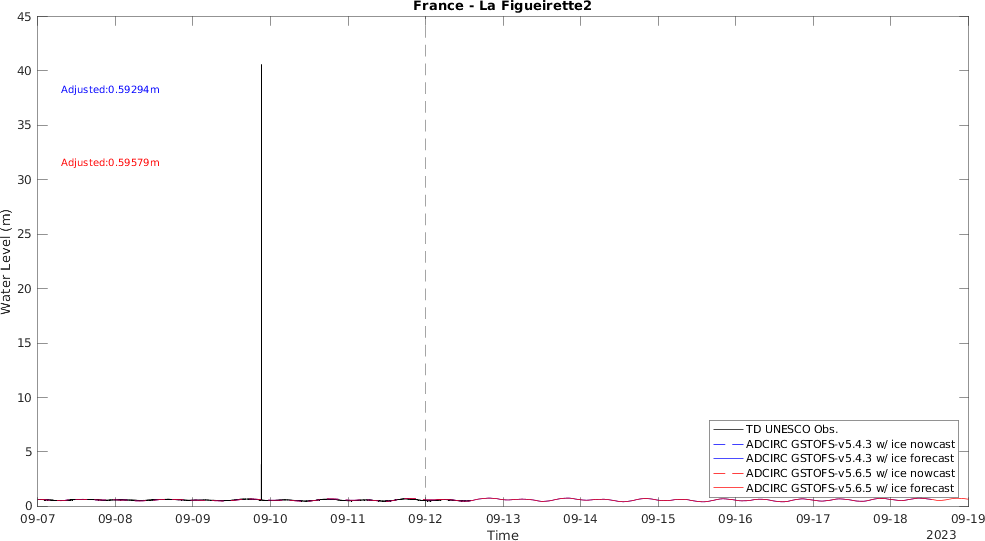 France - La Figueirette2
45
40
35
30
25
20
15
10
5
0
Water Level (m)
Adjusted:0.59294m
Adjusted:0.59579m
TD UNESCO Obs.
ADCIRC GSTOFS-v5.4.3 w/ ice nowcast
ADCIRC GSTOFS-v5.4.3 w/ ice forecast
ADCIRC GSTOFS-v5.6.5 w/ ice nowcast
ADCIRC GSTOFS-v5.6.5 w/ ice forecast
09-07 09-08 09-09 09-10 09-11 09-12 09-13 09-14 09-15 09-16 09-17 09-18 09-19
Time
2023